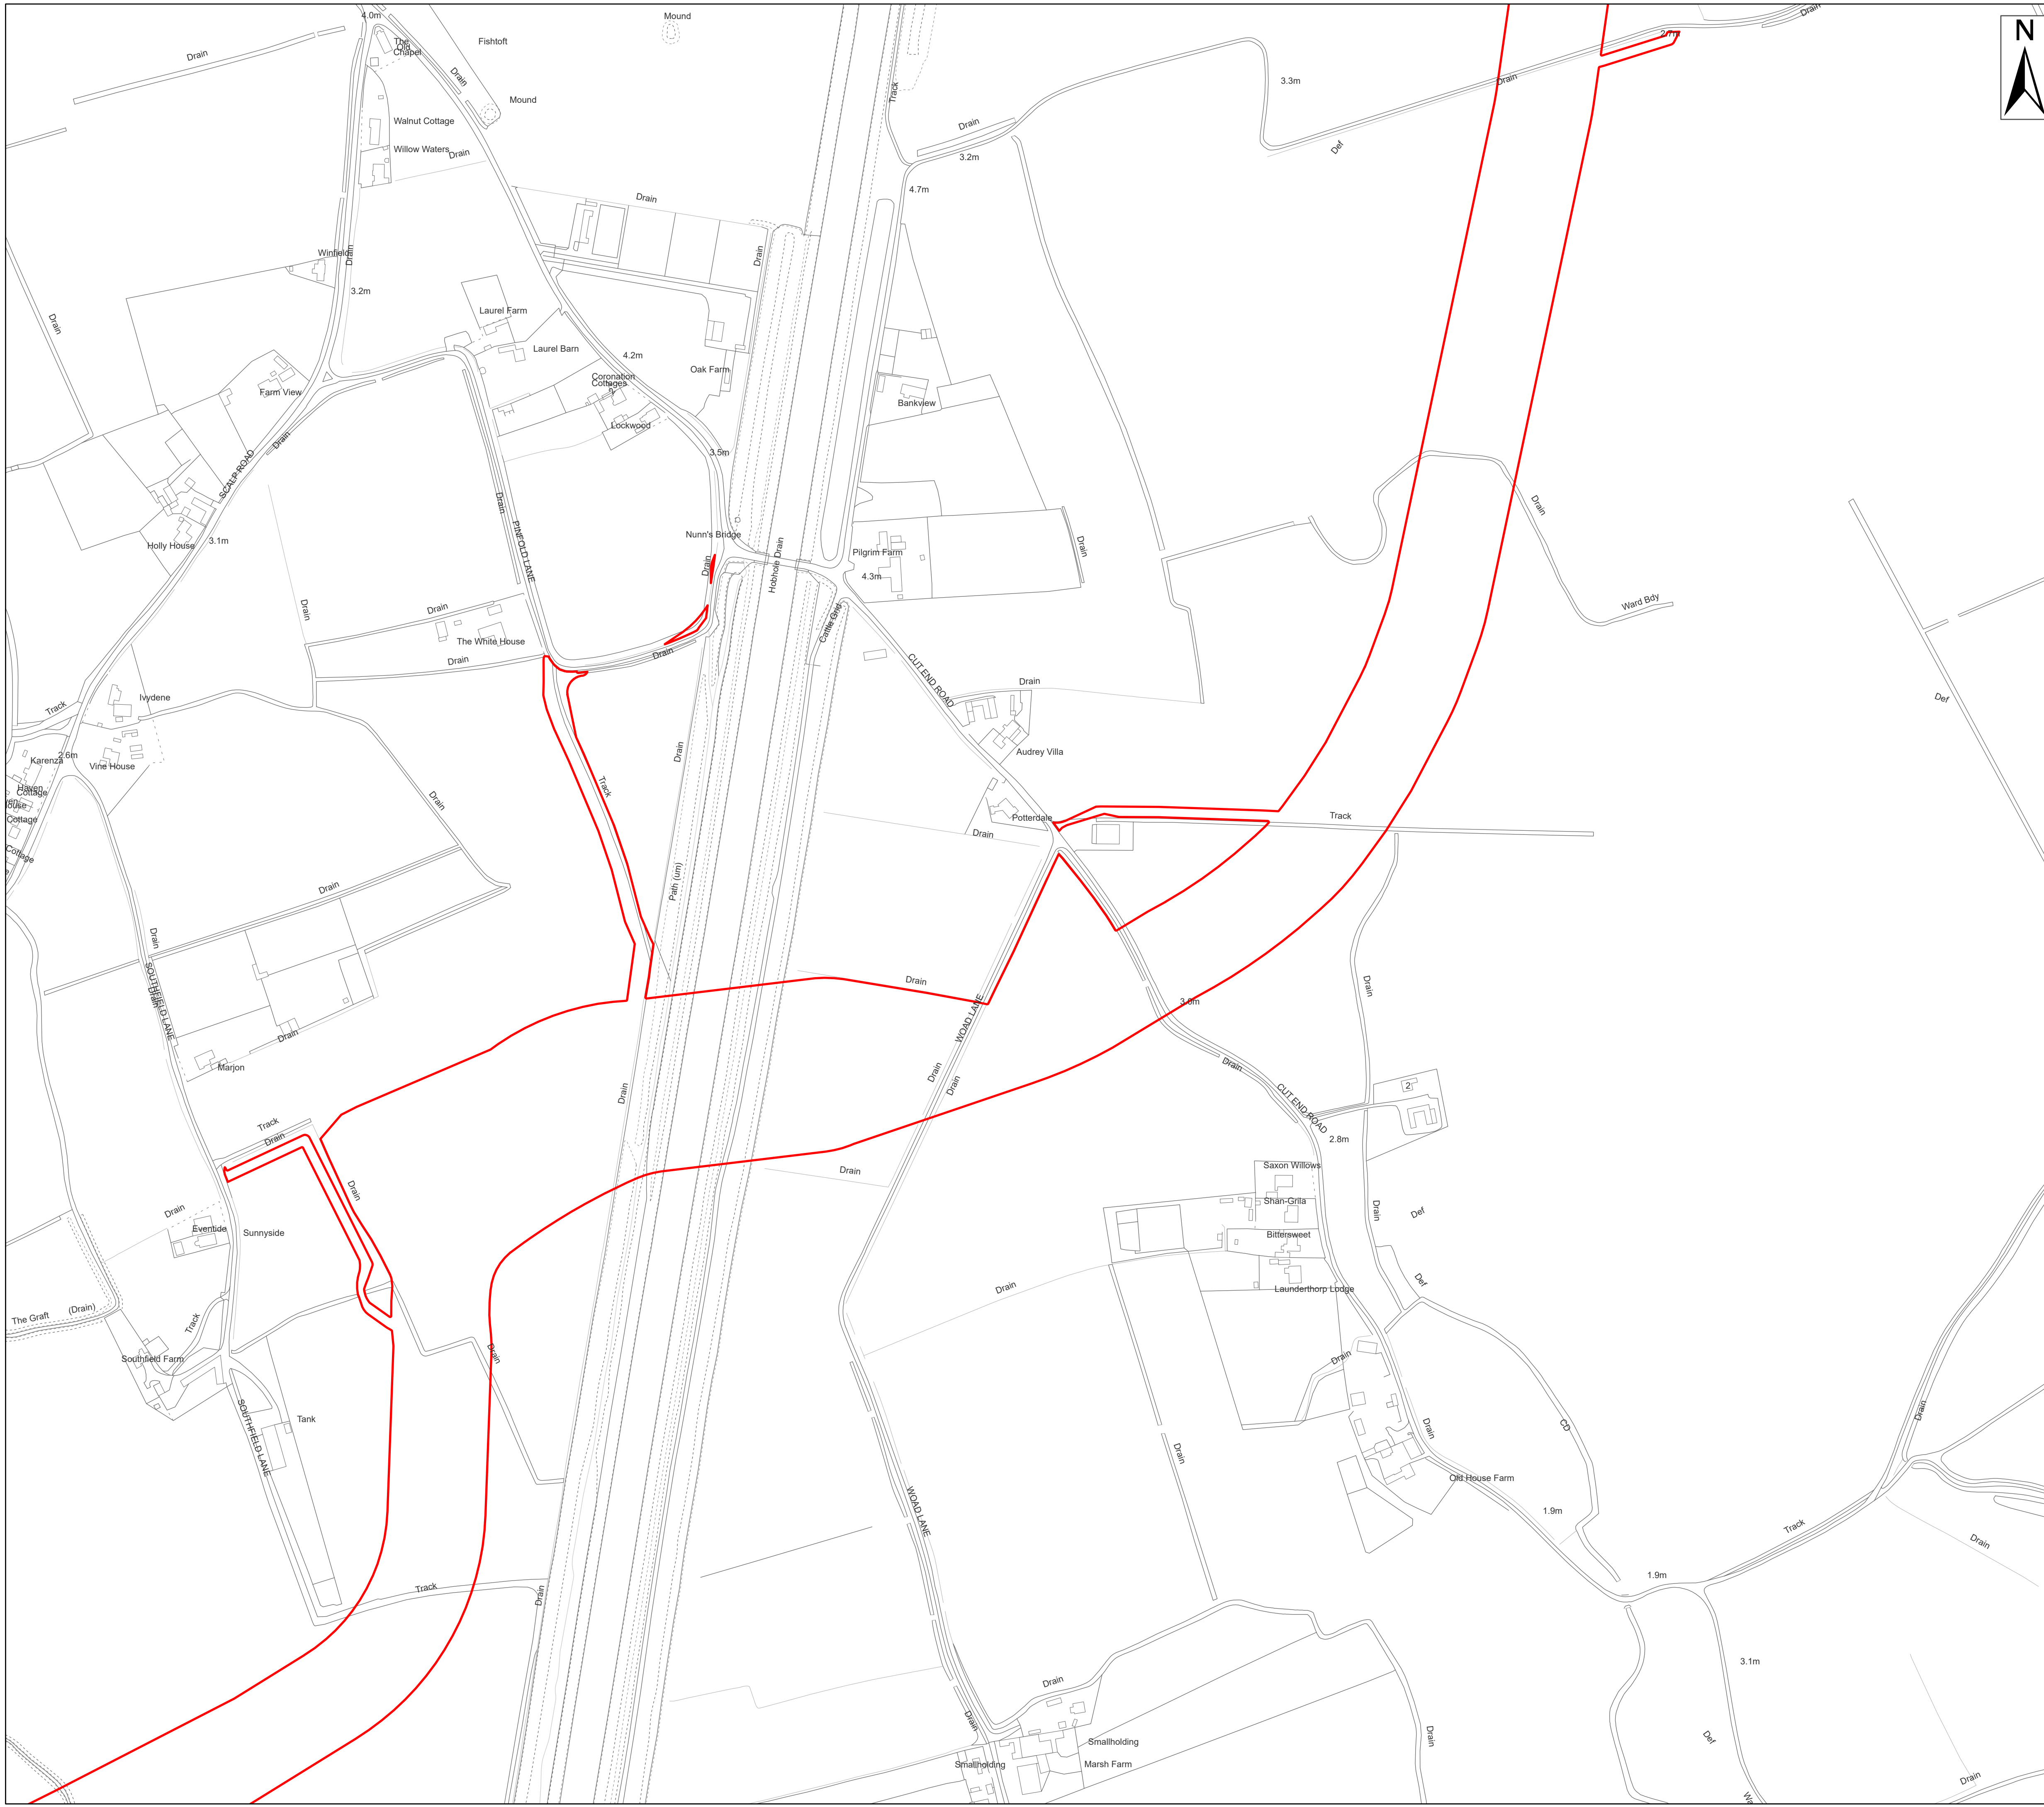 4.0m
Mound
Drain
N
The
Old
Chapel
Fishtoft
2.7m
Drain
Drain
Drain
Track
3.3m
Drain
Mound
Walnut Cottage
Drain
Willow Waters
Drain
3.2m
Def
4.7m
Drain
Winfields
Drain
Drain
3.2m
Laurel Farm
Drain
Laurel Barn
4.2m
Oak Farm
Coronation
Cottages
2
Farm View
Bankview
Lockwood
Drain
3.5m
SCALP ROAD
Drain
Drain
PINFOLD LANE
Nunn's Bridge
Holly House
3.1m
Hobhole Drain
Pilgrim Farm
Drain
Drain
4.3m
Drain
Drain
Ward Bdy
Cattle Grid
The White House
Drain
Drain
CUT END ROAD
Drain
Ivydene
Def
Track
Drain
Audrey Villa
2.6m
Karenza
Vine House
Track
Haven
Cottage
Drain
Cottage
Potterdale
Track
Drain
Cottage
Path (um)
Drain
Drain
Drain
Drain
SOUTHFIELD LANE
Drain
WOAD LANE
3.0m
Drain
Marjon
Drain
Drain
Drain
Drain
CUT END ROAD
2
Track
Drain
2.8m
Saxon Willows
Drain
Drain
Shan-Grila
Drain
Drain
Def
Eventide
Sunnyside
Bittersweet
Def
Drain
Launderthorp Lodge
The Graft
(Drain)
Track
Southfield Farm
Drain
Drain
SOUTHFIELD LANE
Tank
Drain
CD
Drain
Drain
Old House Farm
WOAD LANE
1.9m
Track
Drain
1.9m
Track
Drain
3.1m
Drain
Drain
Smallholding
Drain
Def
Smallholding
Marsh Farm
Drain